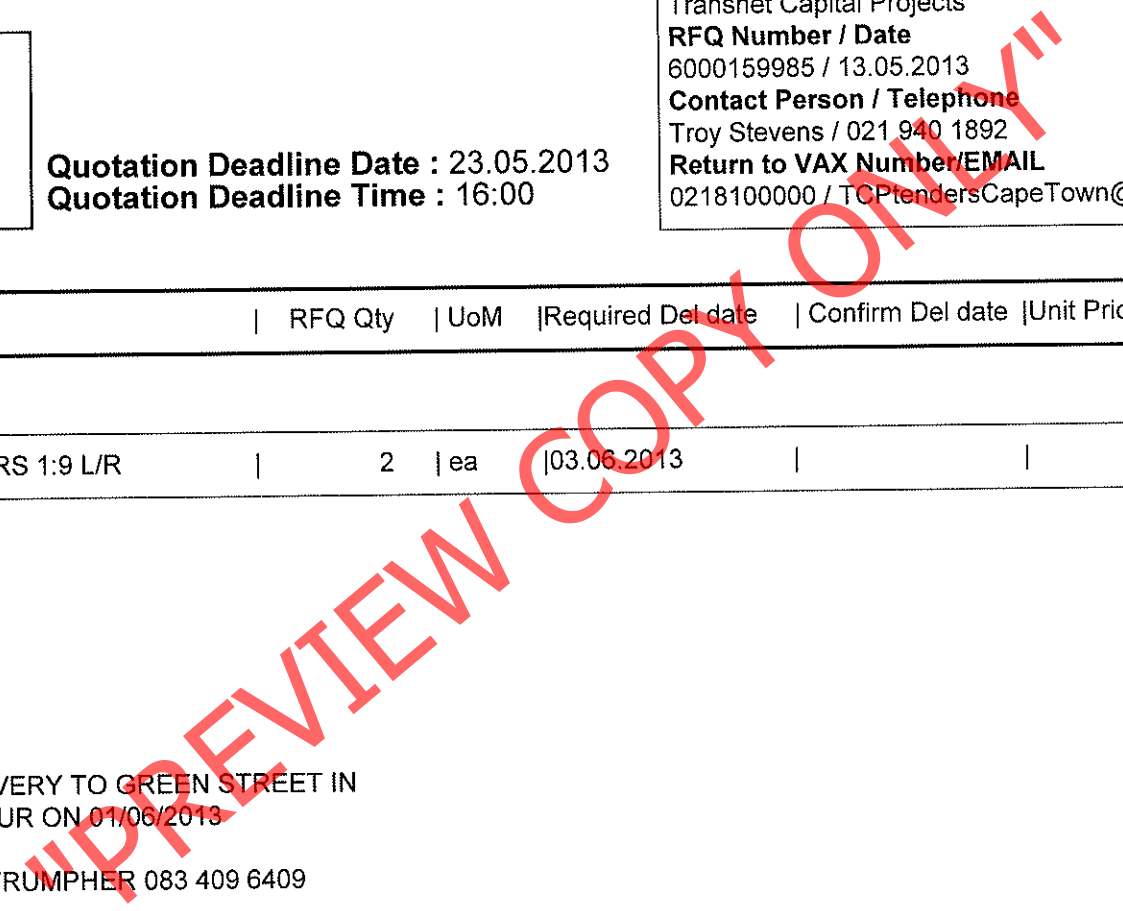 Transnet Capital Projects
RFQ Number / Date
6000159985 / 13.05.2013
Contact Person / Telephone
Troy Stevens / 021 940 1892
Return to VAX Number/EMAIL
0218100000 / TCPtendersCapeTown@
Quotation Deadline Date : 23.05.2013
Quotation Deadline Time : 16:00
| RFQ Qty | UoM |Required Del date | Confirm Del date |Unit Pric
RS 1:9 L/R | 2 | ea |03.06.2013 | |
VERY TO GREEN STREET IN
UR ON 01/06/2013
TRUMPHER 083 409 6409
"PREVIEW COPY ONLY"